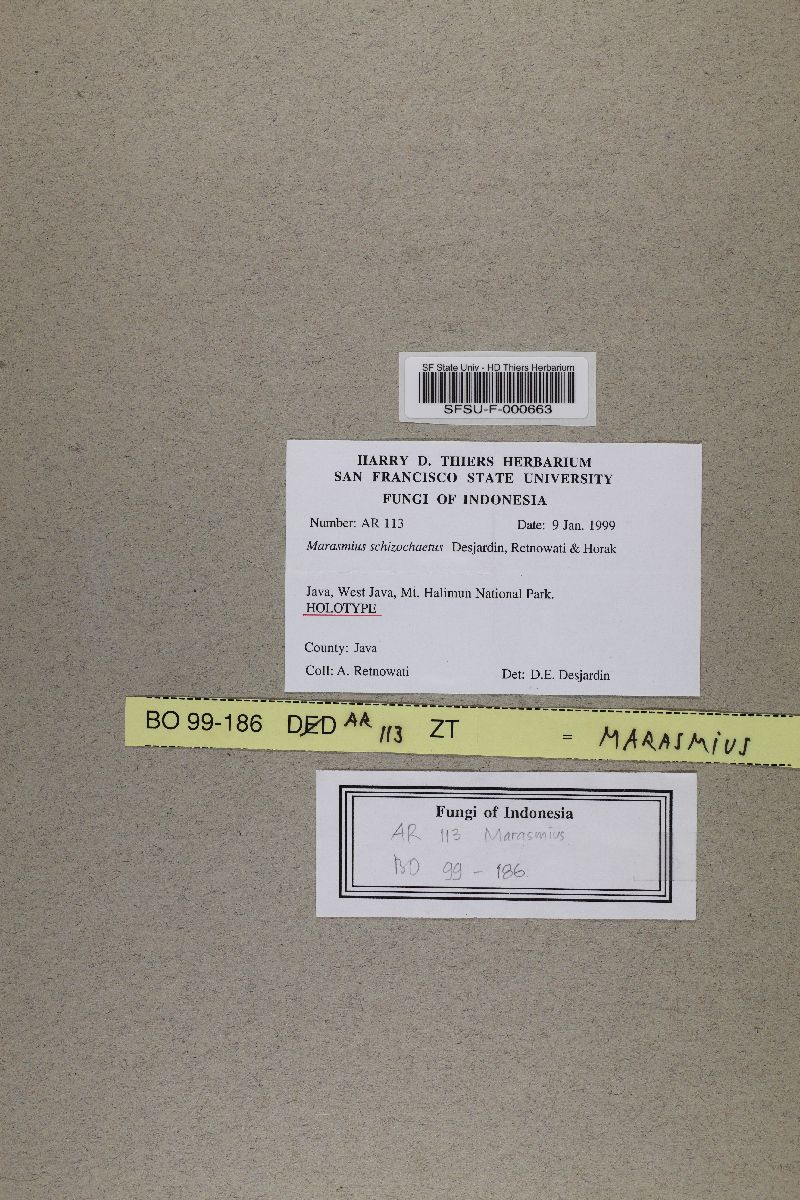 SF State Univ - HD Thiers Herbarium
SFSU-F-000663
HARRY D. THIERS HERBARIUM
SAN FRANCISCO STATE UNIVERSITY
FUNGI OF INDONESIA
Number: AR 113 Date: 9 Jan. 1999
Marasmius schizochaetus Desjardin, Retnowati & Horak
Java, West Java, Mt. Halimun National Park.
HOLOTYPE
County: Java
Coll: A. Retnowati Det: D.E. Desjardin
BO 99-186 DED AR 113 ZT = MARASMiUS
Fungi of Indonesia
AR 113 Marasmius
BO 99 - 186